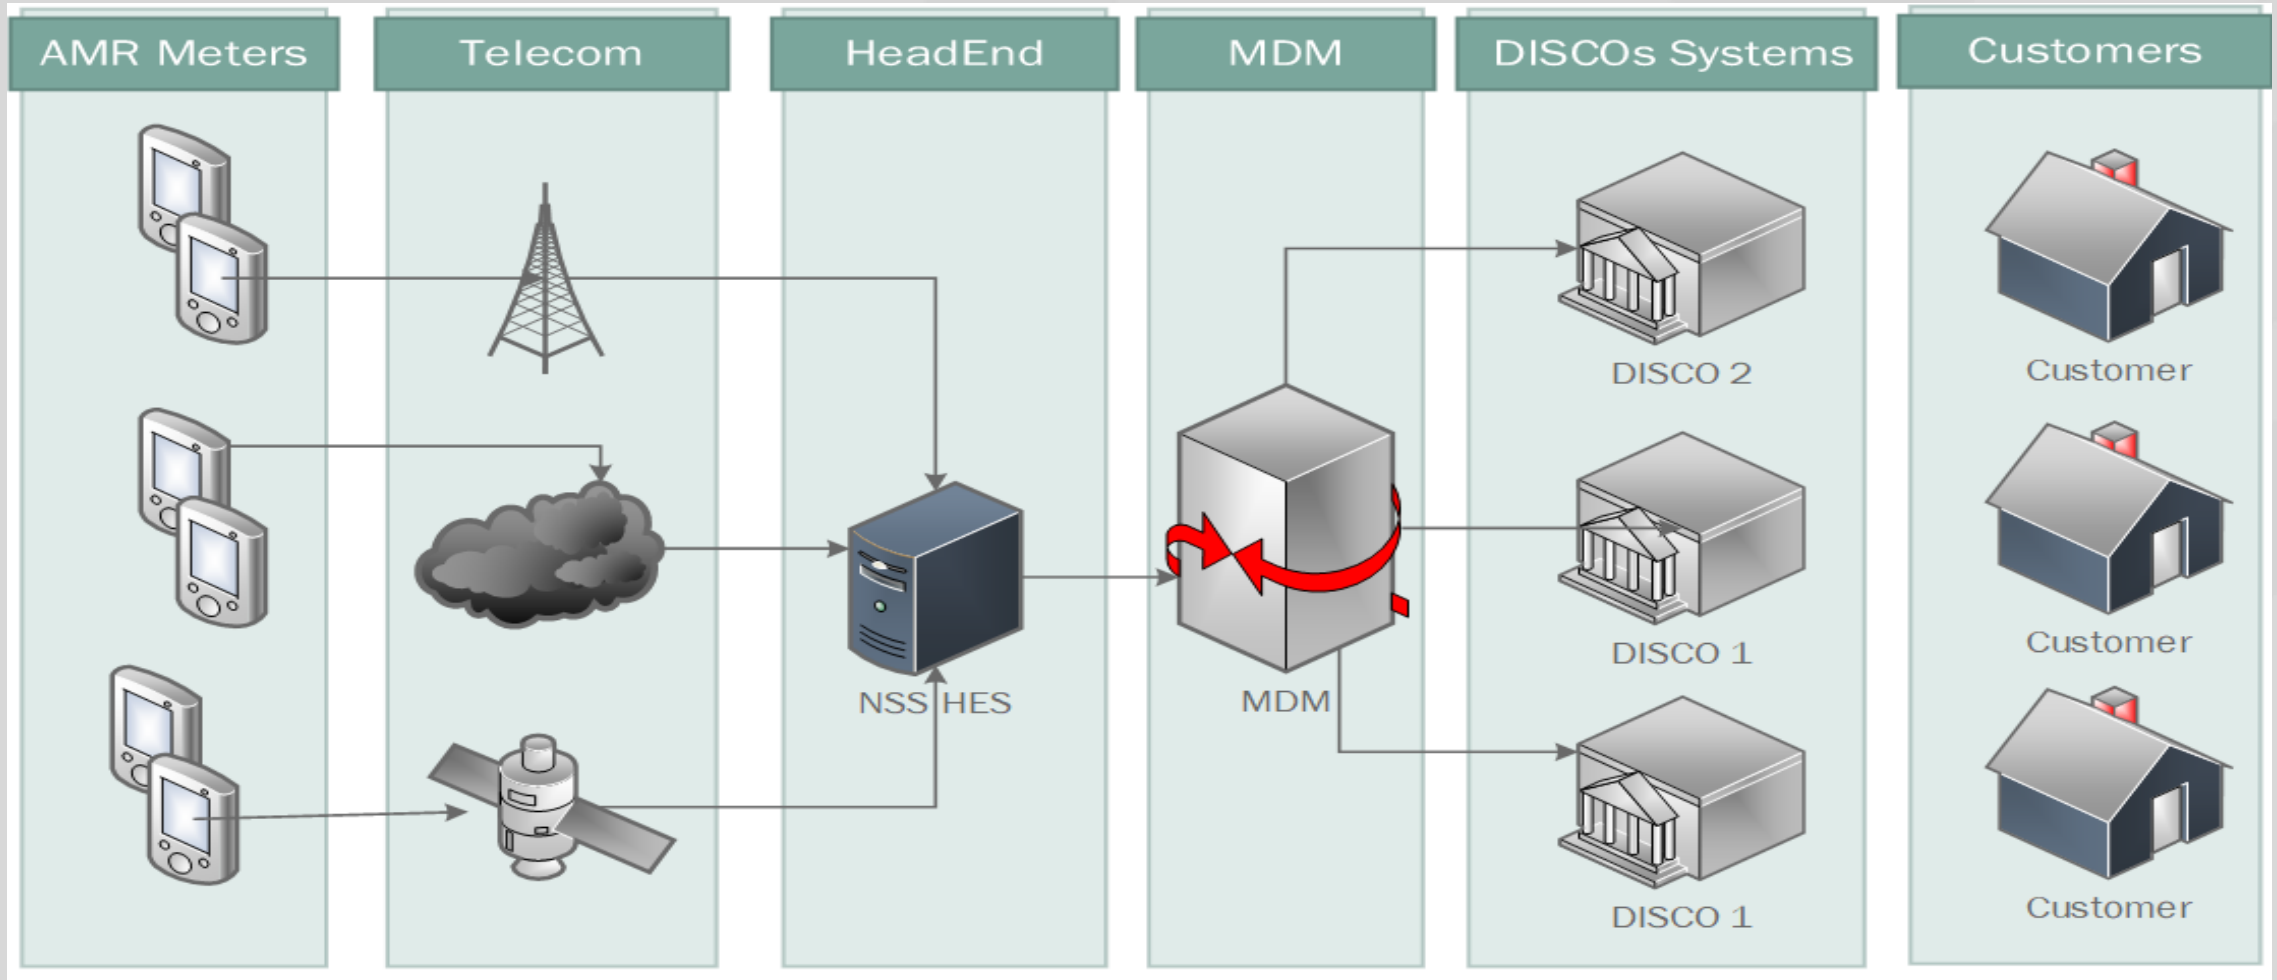 AMR Meters
Telecom
HeadEnd
MDM
DISCOs Systems
Customers
DISCO 2
Customer
DISCO 1
Customer
NSS HES
MDM
DISCO 1
Customer